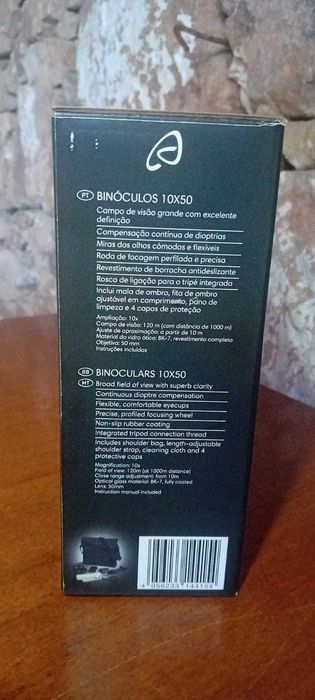 PT BINÓCULOS 10X50
Campo de visão grande com excelente
definição
Compensação contínua de dioptrias
Miras dos olhos cómodas e flexíveis
Roda de focagem perfilada e precisa
Revestimento de borracha antideslizante
Rosca de ligação para o tripé integrada
Inclui mala de ombro, fita de ombro
ajustável em comprimento, pano de
limpeza e 4 capas de proteção
Ampliação: 10x
Campo de visão: 120 m (com distância de 1000 m)
Ajuste de aproximação: a partir de 10 m
Material do vidro ótico: BK-7, revestimento completo
Objetiva: 50 mm
Instruções incluídas
GB BINOCULARS 10X50
MT Broad field of view with superb clarity
Continuous dioptre compensation
Flexible, comfortable eyecups
Precise, profiled focusing wheel
Non-slip rubber coating
Integrated tripod connection thread
Includes shoulder bag, length-adjustable
shoulder strap, cleaning cloth and 4
protective caps
Magnification: 10x
Field of view: 120m (at 1000m distance)
Close range adjustment: from 10m
Optical glass material: BK-7, fully coated
Lens: 50mm
Instruction manual included
4 056233 144154